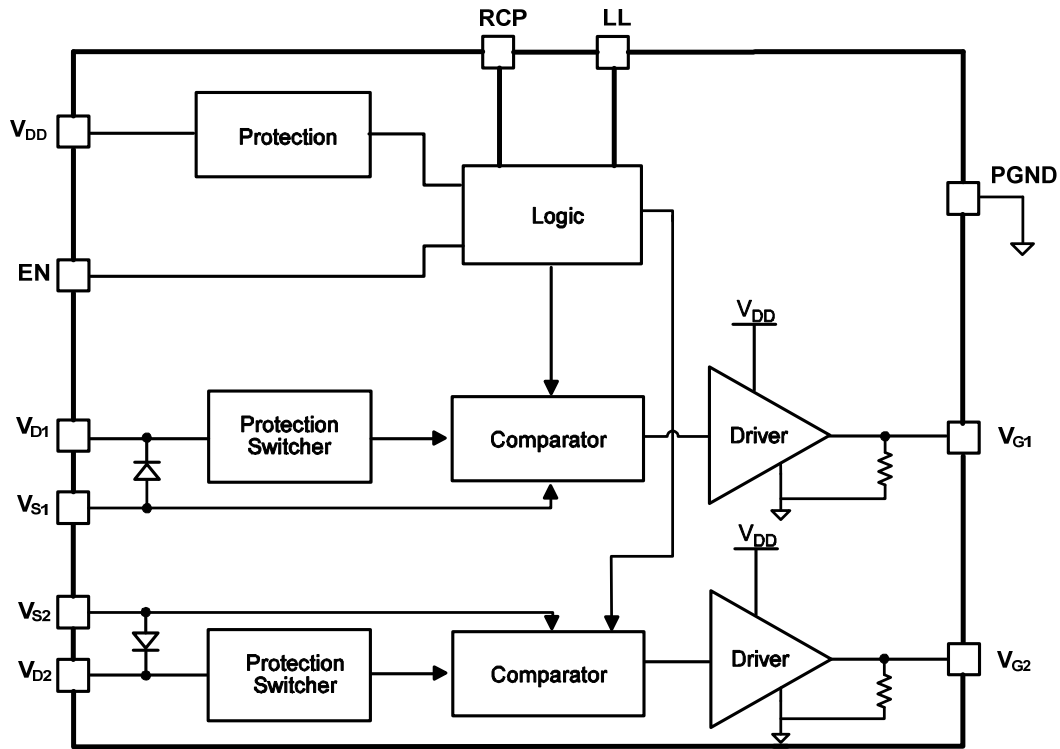 RCP
LL
VDD
Protection
PGND
Logic
EN
VDD
VD1
Protection
Switcher
Comparator
Driver
VG1
VS1
VDD
VS2
VD2
Protection
Switcher
Comparator
Driver
VG2